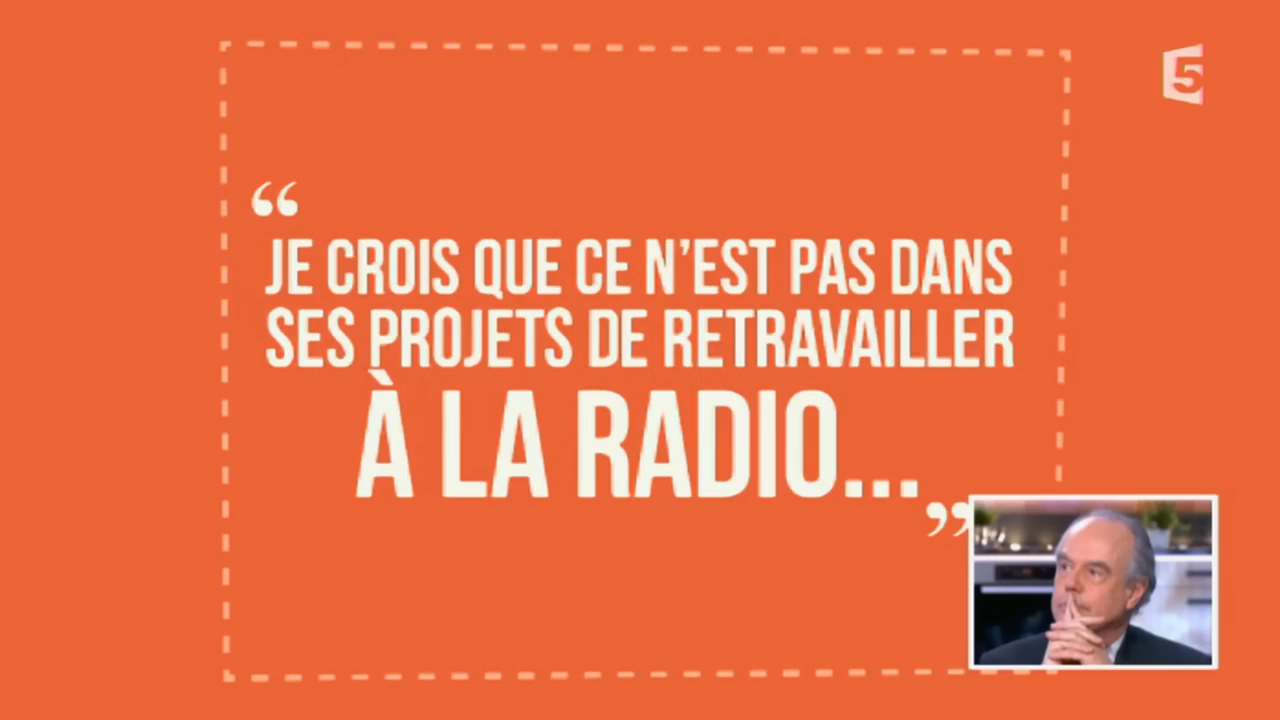 5
“
JE CROIS QUE CE N’EST PAS DANS
SES PROJETS DE RETRAVAILLER
À LA RADIO...
”